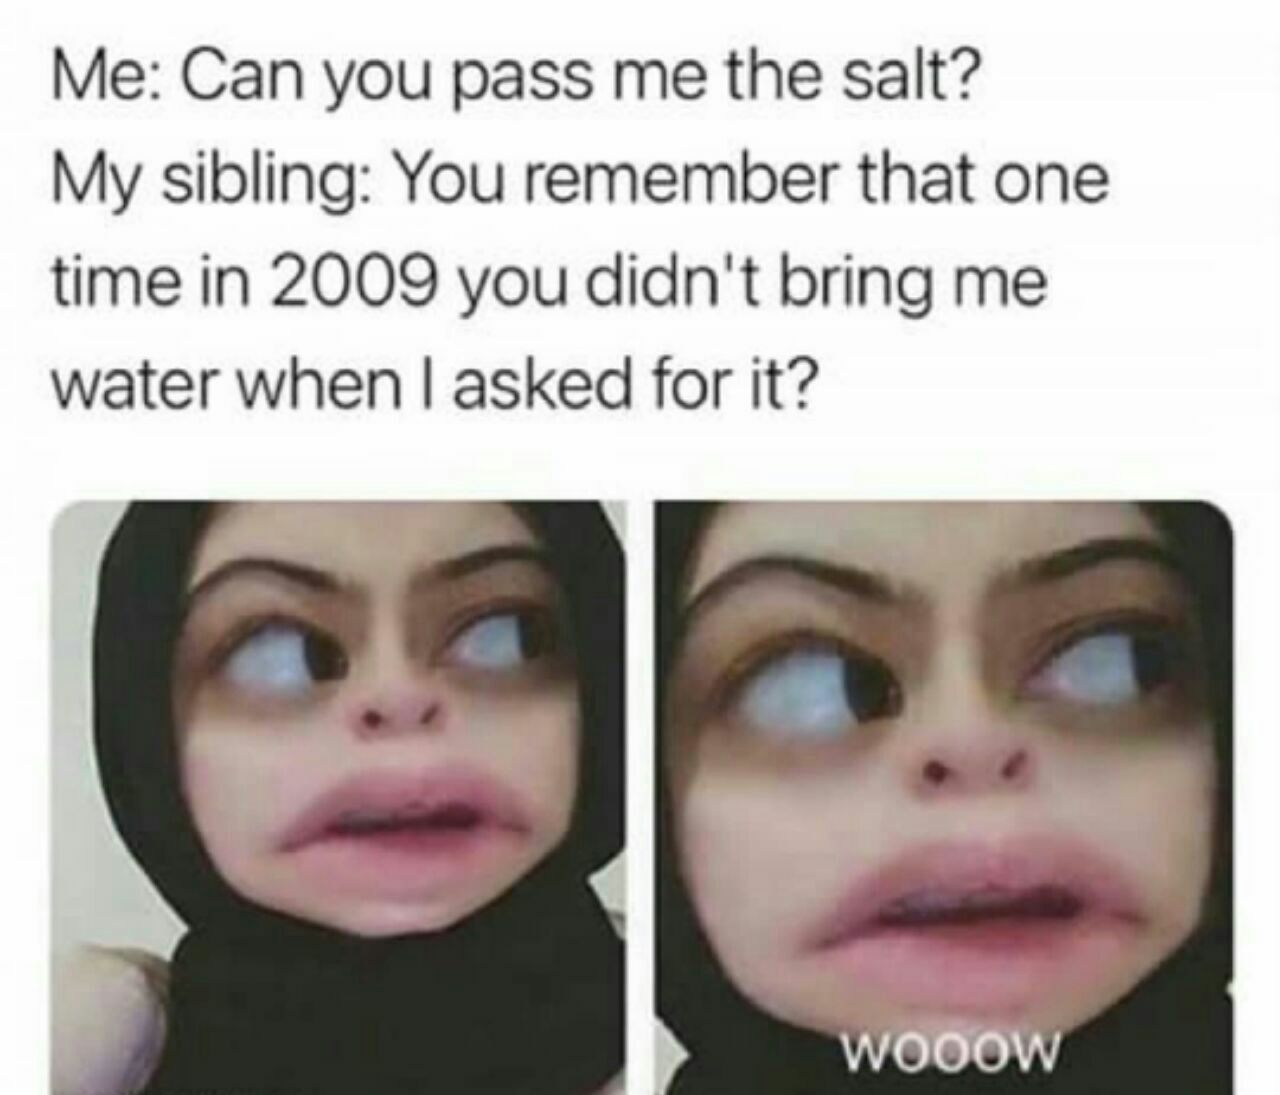 Me: Can you pass me the salt?
My sibling: You remember that one
time in 2009 you didn't bring me
water when I asked for it?
WOOOW